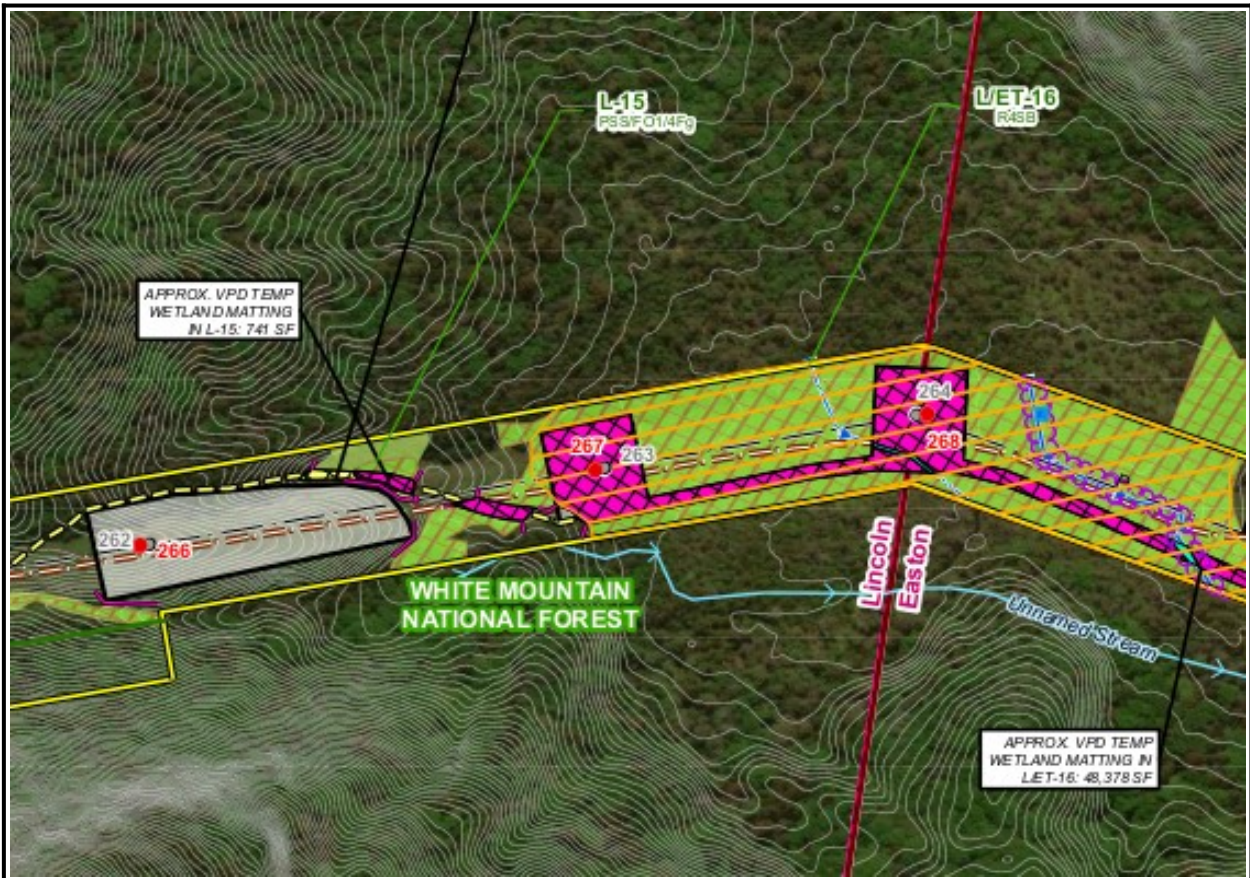 L-15
PSS/FO1/4Fg
L/ET-16
R4SB
APPROX. VPD TEMP
WETLAND MATTING
IN L-15: 741 SF
264
268
267
263
262
266
WHITE MOUNTAIN
NATIONAL FOREST
Lincoln
Easton
Unnamed Stream
APPROX. VPD TEMP
WETLAND MATTING IN
L/ET-16: 48,378 SF